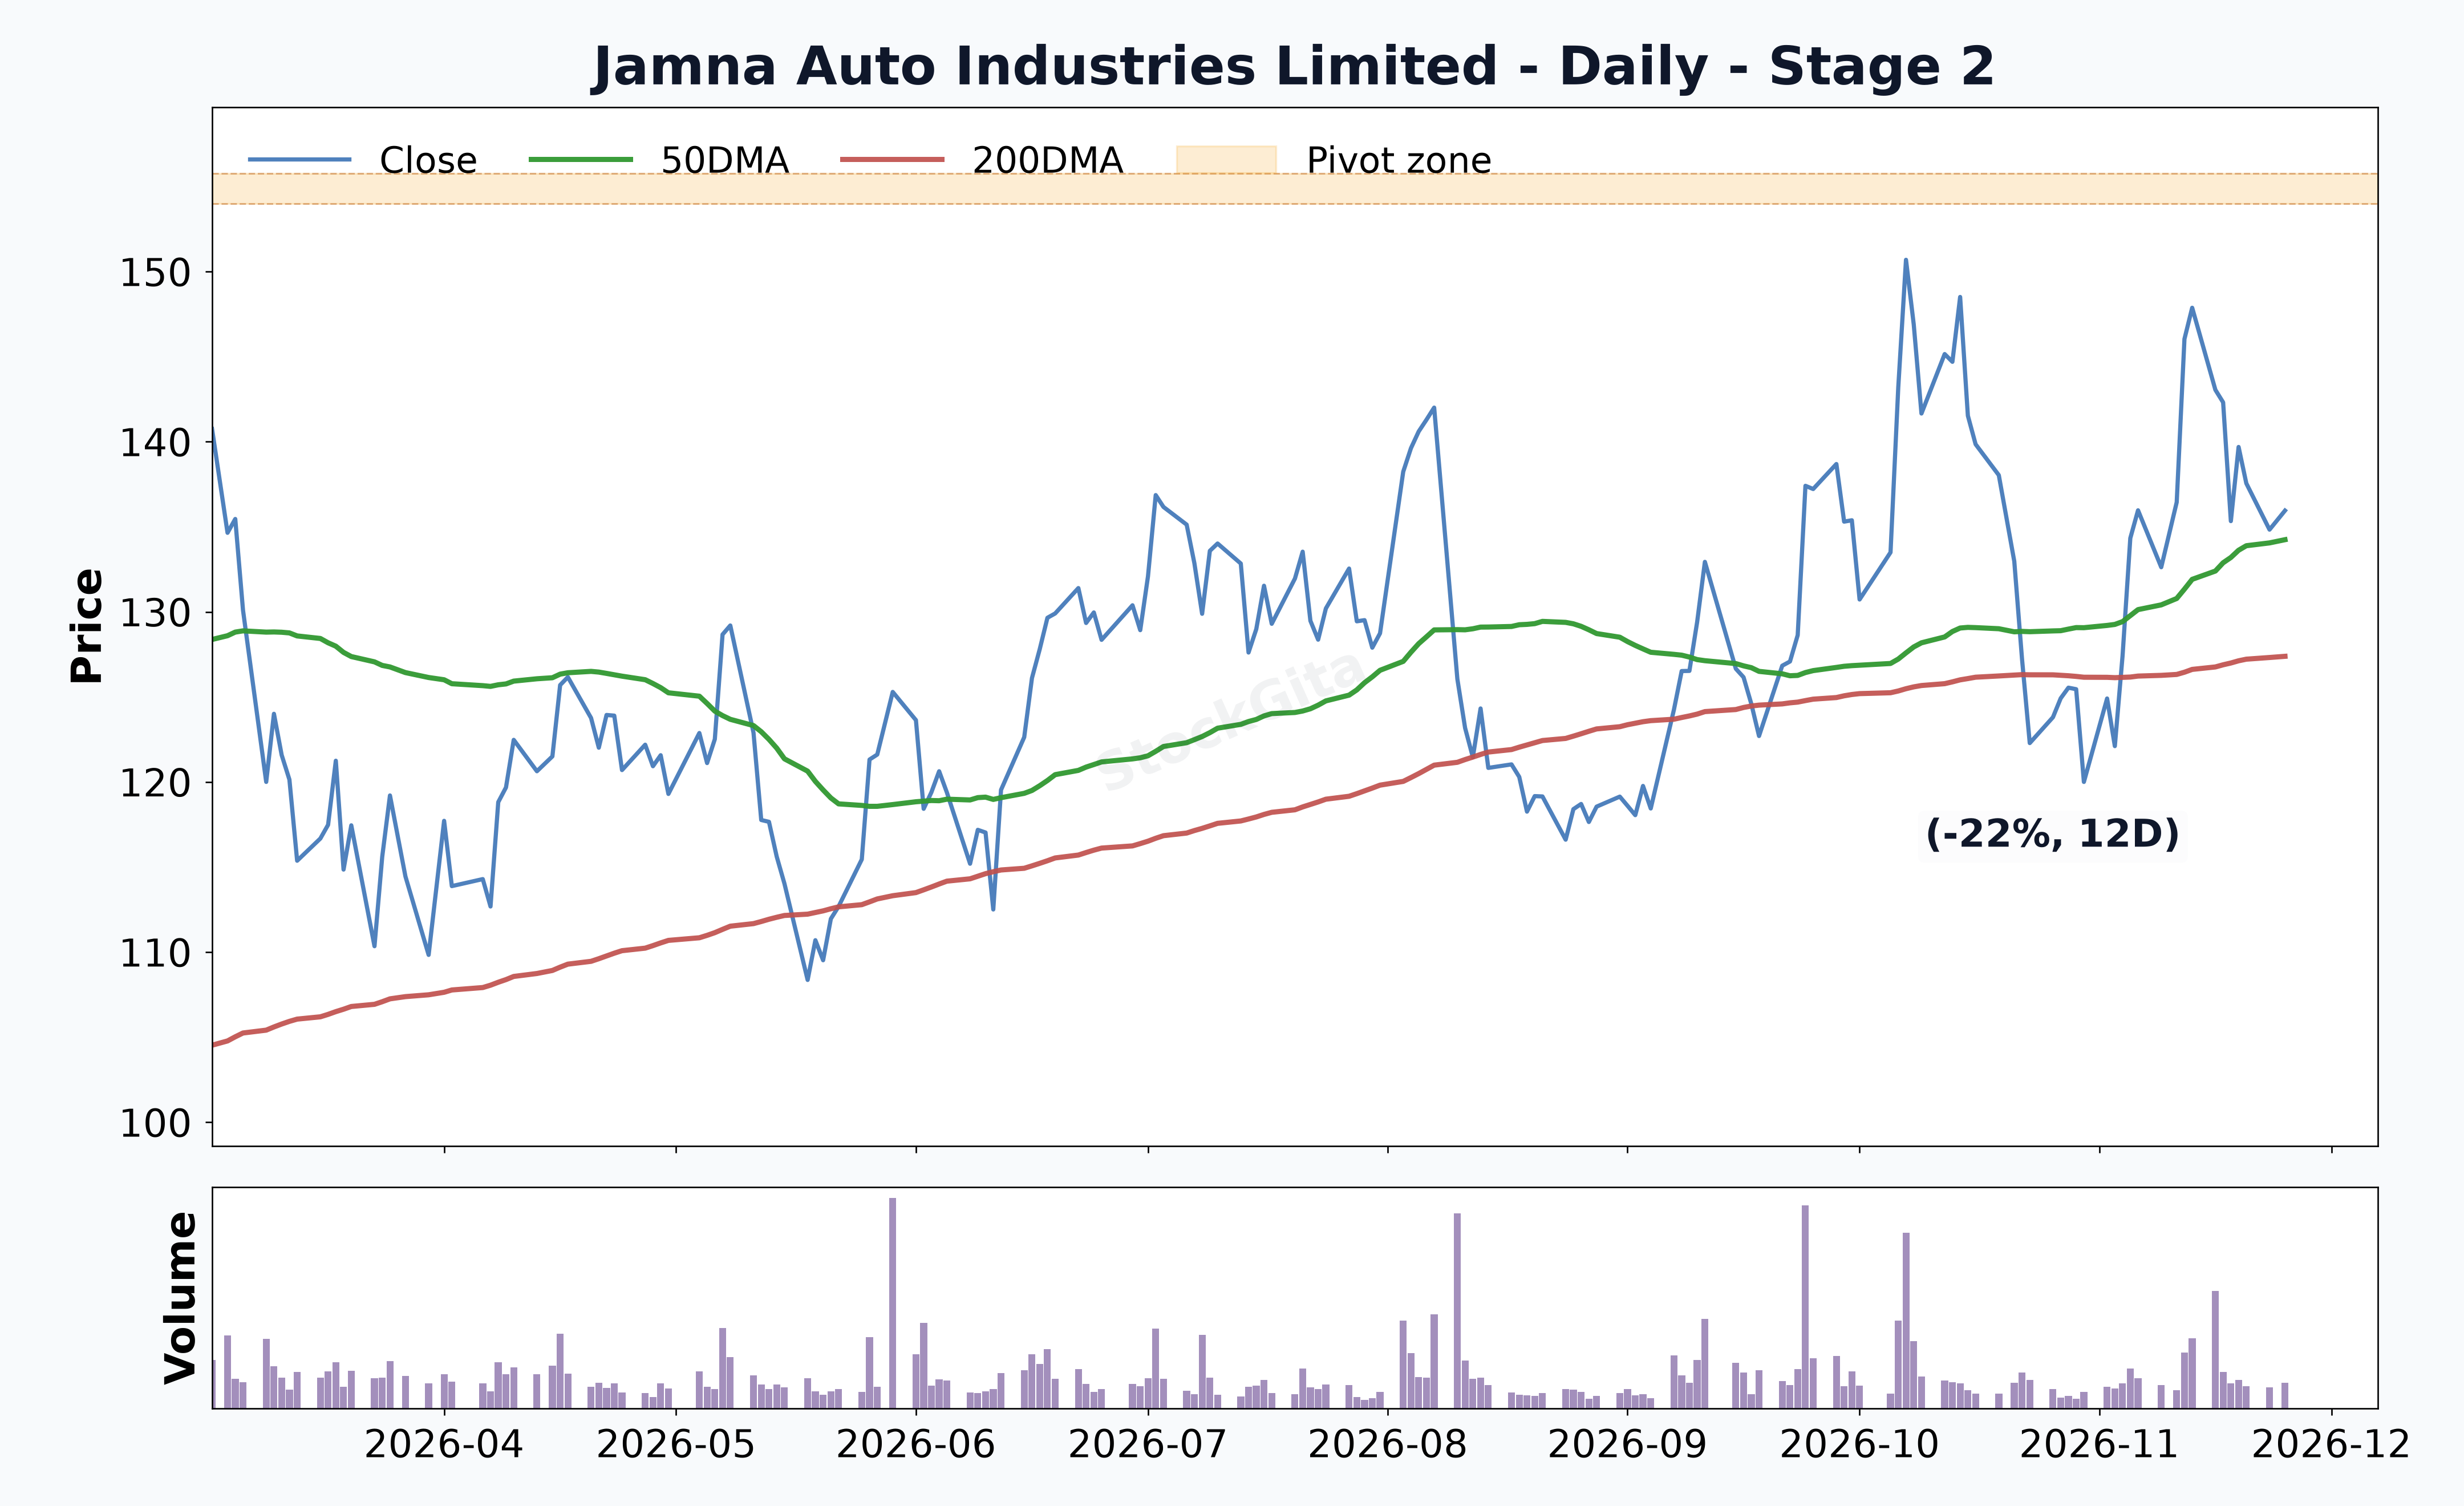 Jamna Auto Industries Limited - Daily - Stage 2
Close 50DMA 200DMA Pivot zone
150
140
130
120
110
100
Price
StockGita
(-22%, 12D)
Volume
2026-04 2026-05 2026-06 2026-07 2026-08 2026-09 2026-10 2026-11 2026-12